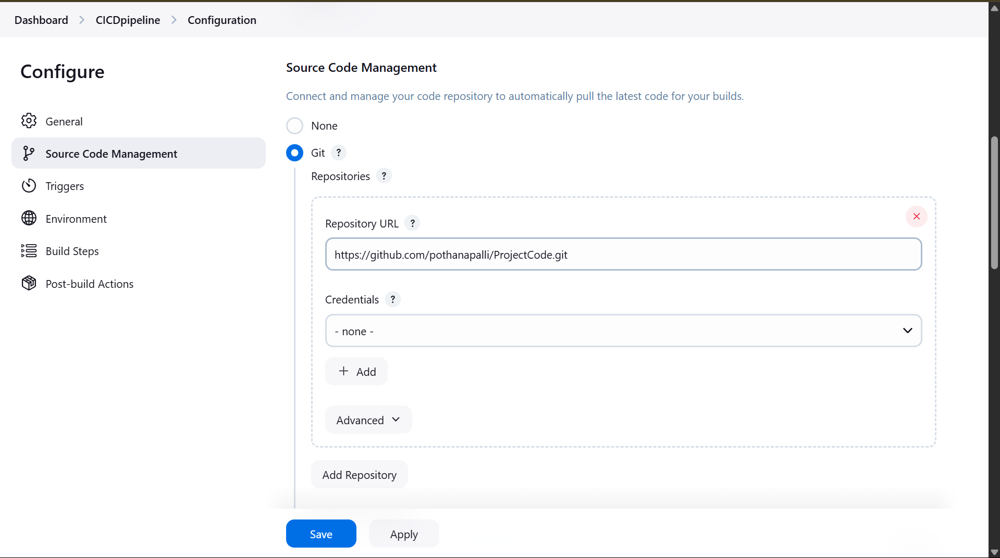 Dashboard > CICDpipeline > Configuration
Configure
General
Source Code Management
Triggers
Environment
Build Steps
Post-build Actions
Source Code Management
Connect and manage your code repository to automatically pull the latest code for your builds.
None
Git ?
Repositories ?
Repository URL ?
https://github.com/pothanapalli/ProjectCode.git
Credentials ?
- none -
+ Add
Advanced
Add Repository
Save Apply